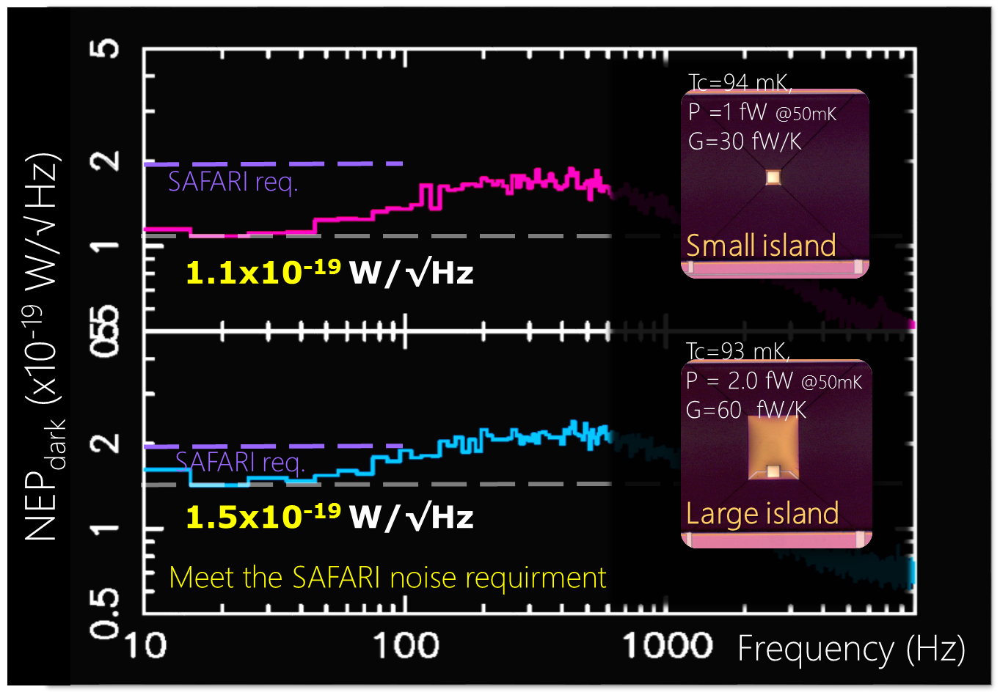 NEPdark (x10-19 W/√Hz)
5
2
1
0.5
5
2
1
0.5
10
100
1000
Frequency (Hz)
SAFARI req.
1.1x10-19 W/√Hz
Tc=94 mK,
P =1 fW @50mK
G=30 fW/K
Small island
SAFARI req.
1.5x10-19 W/√Hz
Meet the SAFARI noise requirment
Tc=93 mK,
P = 2.0 fW @50mK
G=60 fW/K
Large island